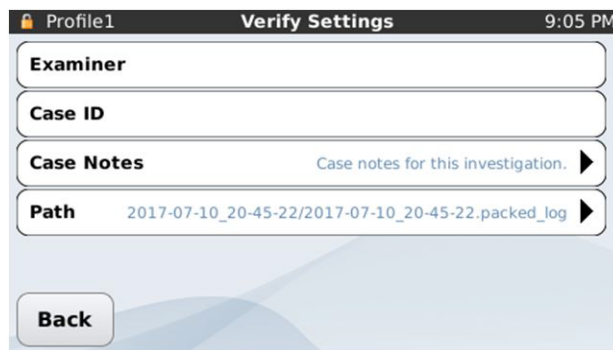 Profile1 Verify Settings 9:05 PM
Examiner
Case ID
Case Notes Case notes for this investigation.
Path 2017-07-10_20-45-22/2017-07-10_20-45-22.packed_log
Back